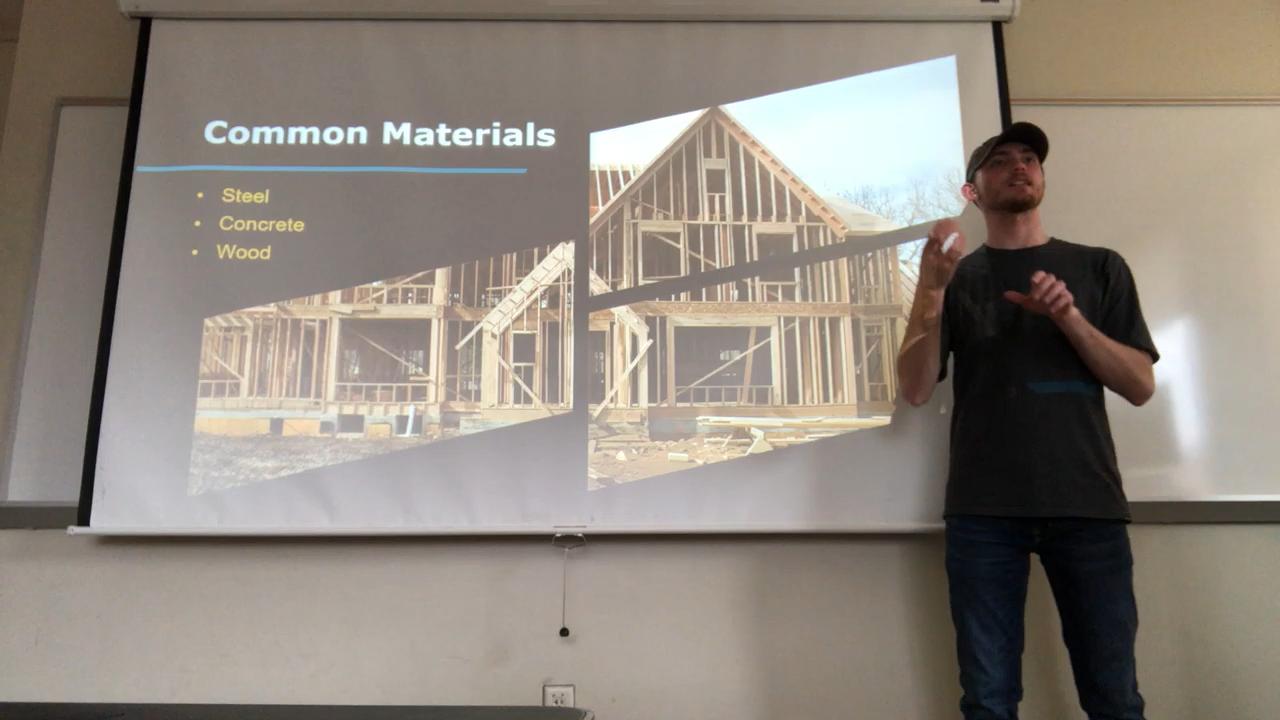 Common Materials
• Steel
• Concrete
• Wood